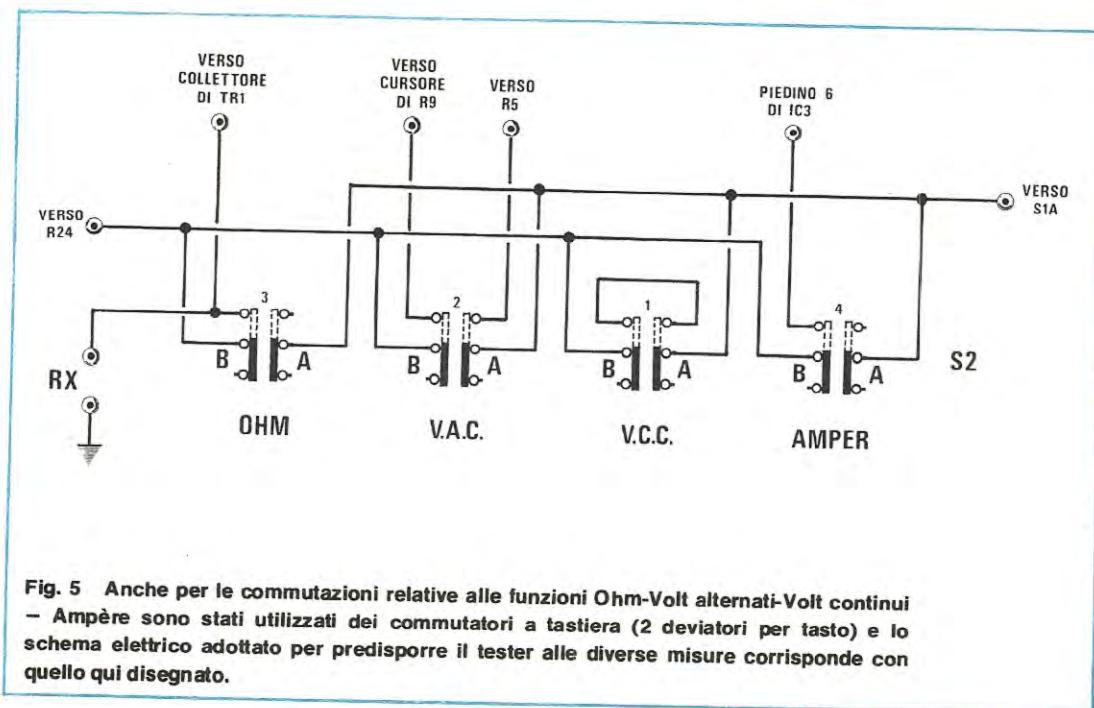 VERSO
COLLETTORE
DI TR1
VERSO
CURSORE
DI R9
VERSO
R5
PIEDINO 6
DI IC3
VERSO
R24
VERSO
S1A
3
2
1
4
B
A
B
A
B
A
B
A
S2
RX
OHM
V.A.C.
V.C.C.
AMPER
Fig. 5 Anche per le commutazioni relative alle funzioni Ohm-Volt alternati-Volt continui
– Ampère sono stati utilizzati dei commutatori a tastiera (2 deviatori per tasto) e lo
schema elettrico adottato per predisporre il tester alle diverse misure corrisponde con
quello qui disegnato.